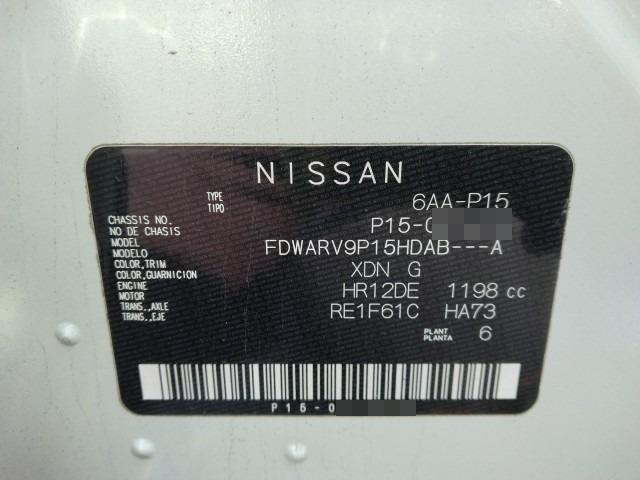 NISSAN
TYPE
TIPO 6AA-P15
CHASSIS NO.
NO DE CHASSIS P15-0
MODEL
MODELO FDWARV9P15HDAB---A
COLOR,TRIM
COLOR,GUARNICION XDN G
ENGINE
MOTOR HR12DE 1198 cc
TRANS.,AXLE
TRANS.,EJE RE1F61C HA73
PLANT
PLANTA 6
P15-0